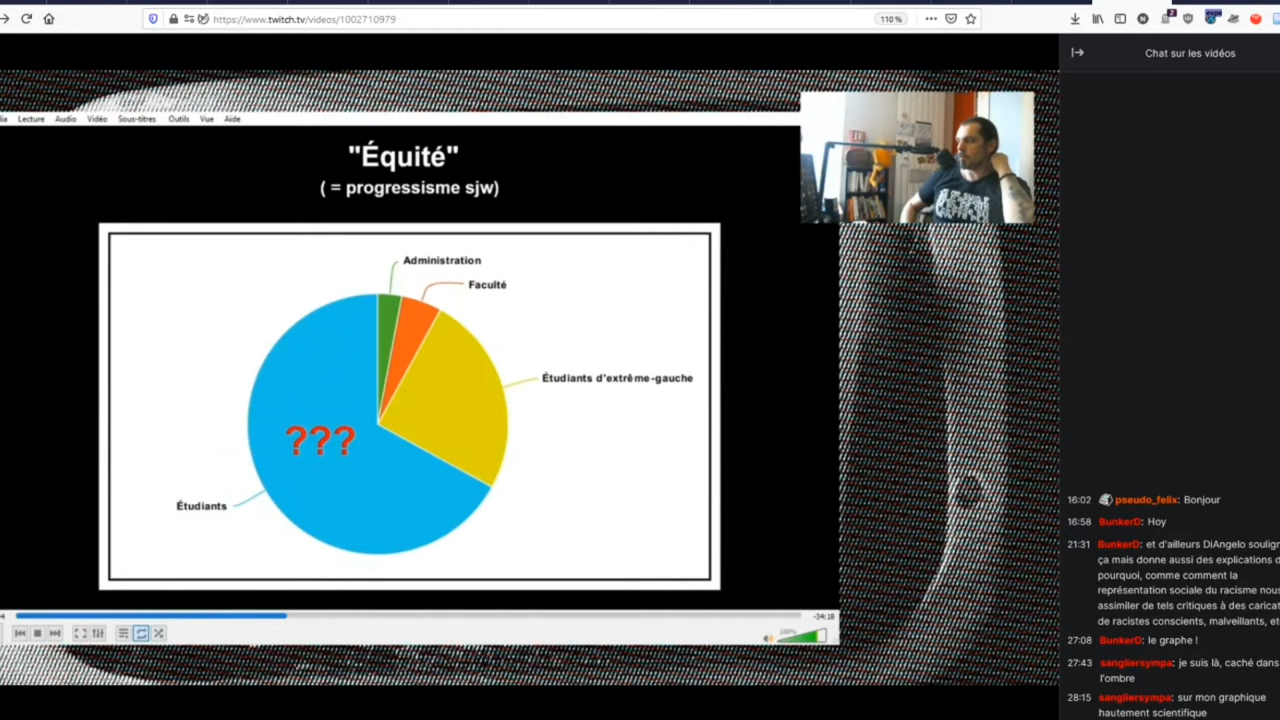 https://www.twitch.tv/videos/1002710979
110%
Chat sur les vidéos
Lecture Audio Vidéo Sous-titres Outils Vue Aide
"Équité"
( = progressisme sjw)
Administration
Faculté
Étudiants d'extrême-gauche
???
Étudiants
-34:18
100%
16:02 pseudo_felix: Bonjour
16:58 BunkerD: Hoy
21:31 BunkerD: et d'ailleurs DiAngelo soulign
ça mais donne aussi des explications d
pourquoi, comme comment la
représentation sociale du racisme nous
assimiler de tels critiques à des caricat
de racistes conscients, malveillants, et
27:08 BunkerD: le graphe !
27:43 sangliersympa: je suis là, caché dans
l'ombre
28:15 sangliersympa: sur mon graphique
hautement scientifique